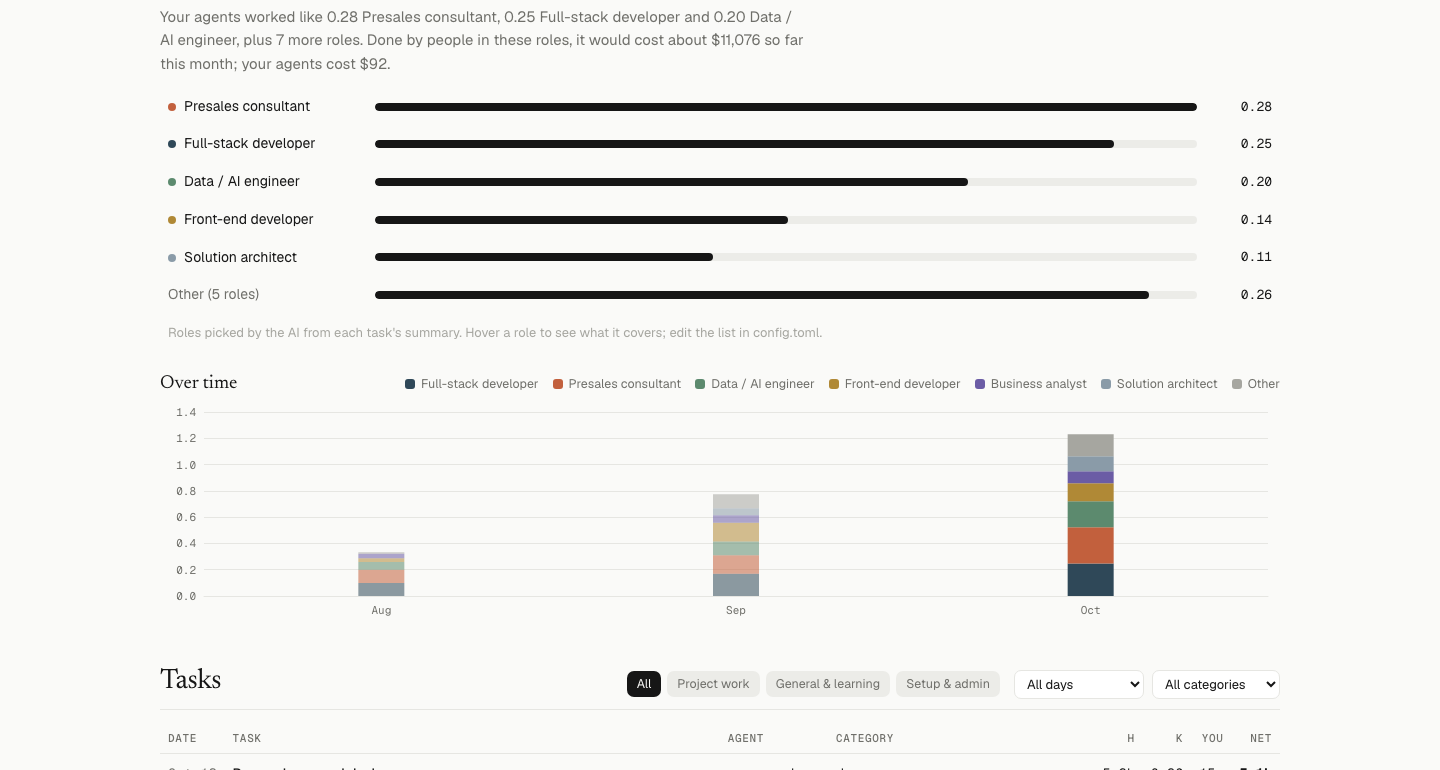 Your agents worked like 0.28 Presales consultant, 0.25 Full-stack developer and 0.20 Data /
AI engineer, plus 7 more roles. Done by people in these roles, it would cost about $11,076 so far
this month; your agents cost $92.
Presales consultant 0.28
Full-stack developer 0.25
Data / AI engineer 0.20
Front-end developer 0.14
Solution architect 0.11
Other (5 roles) 0.26
Roles picked by the AI from each task's summary. Hover a role to see what it covers; edit the list in config.toml.
Over time Full-stack developer Presales consultant Data / AI engineer Front-end developer Business analyst Solution architect Other
1.4
1.2
1.0
0.8
0.6
0.4
0.2
0.0
Aug Sep Oct
Tasks All Project work General & learning Setup & admin All days All categories
DATE TASK AGENT CATEGORY H K YOU NET